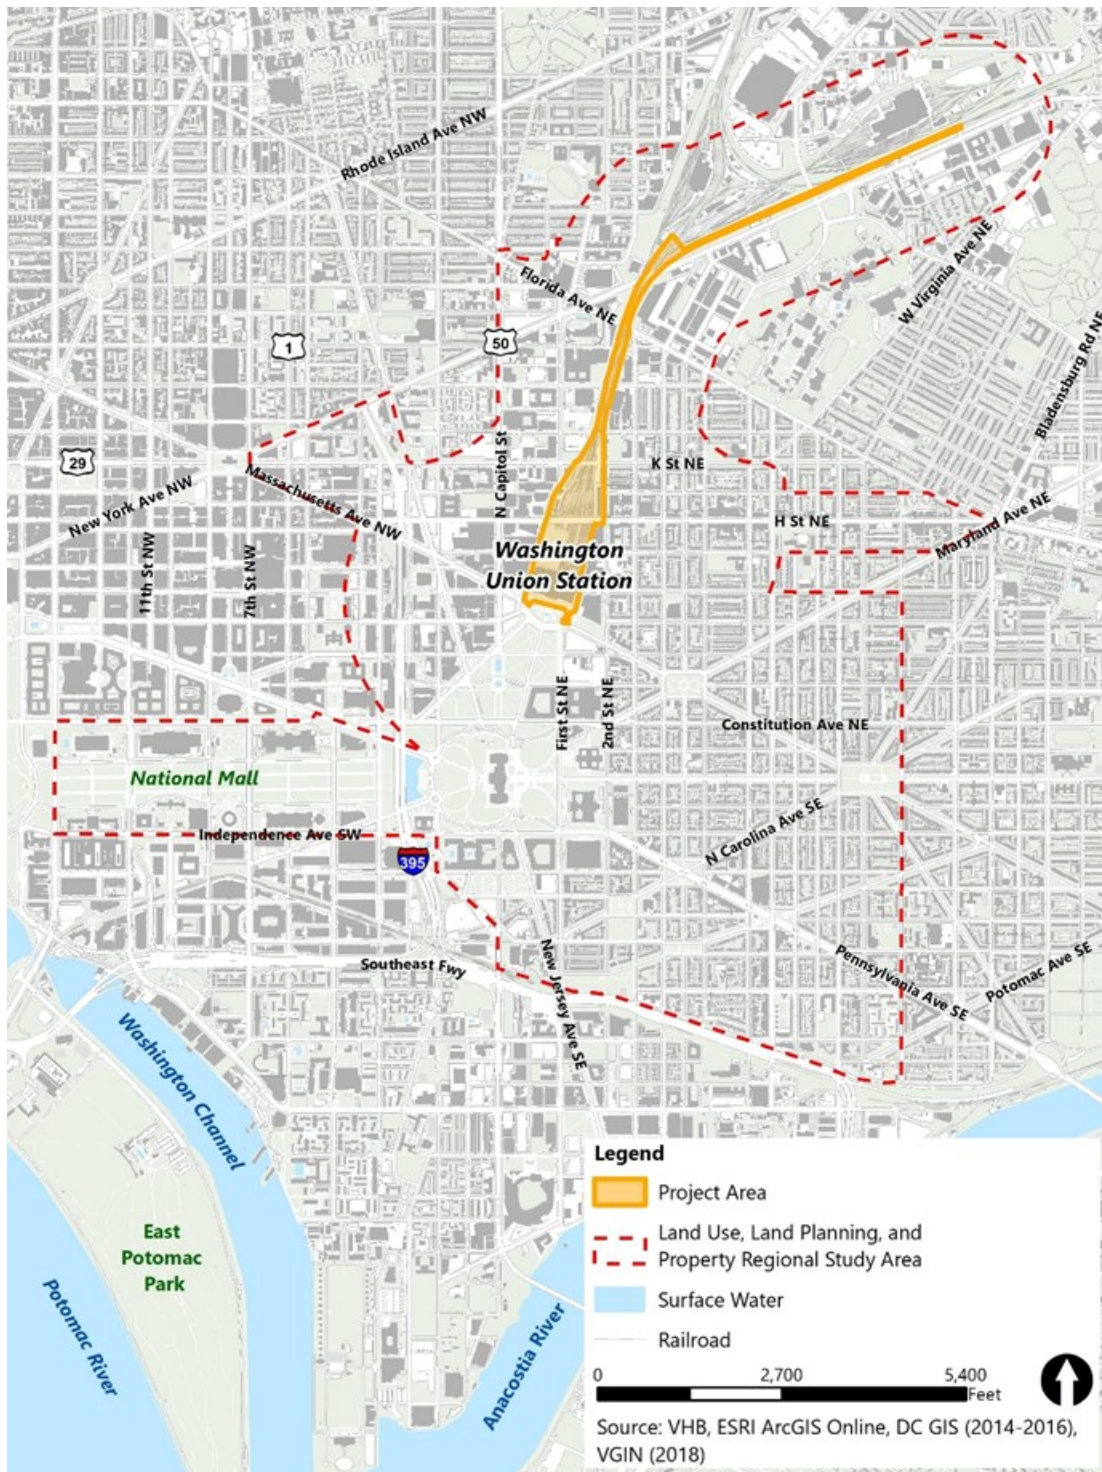 Rhode Island Ave NW
Florida Ave NE
W Virginia Ave NE
Bladensburg Rd NE
50
1
29
N Capitol St
K St NE
Massachusetts Ave NW
New York Ave NW
H St NE
Maryland Ave NE
Washington
Union Station
11th St NW
7th St NW
First St NE
2nd St NE
Constitution Ave NE
National Mall
Independence Ave SW
395
N Carolina Ave SE
Southeast Fwy
New Jersey Ave SE
Pennsylvania Ave SE
Potomac Ave SE
Washington Channel
East
Potomac
Park
Potomac River
Anacostia River
Legend
Project Area
Land Use, Land Planning, and
Property Regional Study Area
Surface Water
Railroad
0 2,700 5,400
Feet
Source: VHB, ESRI ArcGIS Online, DC GIS (2014-2016),
VGIN (2018)